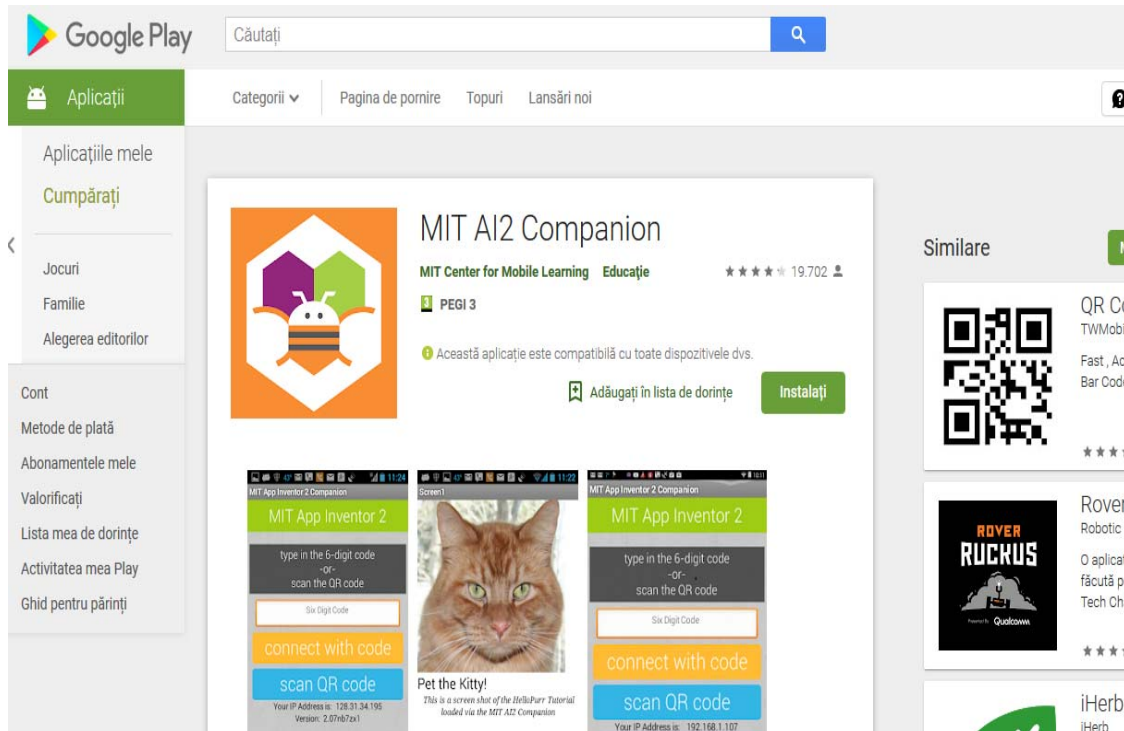 Google Play
Căutați
Aplicații
Categorii
Pagina de pornire
Topuri
Lansări noi
Aplicațiile mele
Cumpărați
Jocuri
Familie
Alegerea editorilor
Cont
Metode de plată
Abonamentele mele
Valorificați
Lista mea de dorințe
Activitatea mea Play
Ghid pentru părinți
MIT AI2 Companion
MIT Center for Mobile Learning Educaţie 19.702
3 PEGI 3
Această aplicație este compatibilă cu toate dispozitivele dvs.
Adăugați în lista de dorințe
Instalați
11:24
MIT App Inventor 2 Companion
MIT App Inventor 2
type in the 6-digit code
-or-
scan the QR code
Six Digit Code
connect with code
scan QR code
Your IP Address is: 128.31.34.195
Version: 2.07nb7zx1
11:22
Screen1
Pet the Kitty!
This is a screen shot of the HelloPurr Tutorial
loaded via the MIT AI2 Companion
MIT App Inventor 2 Companion
MIT App Inventor 2
type in the 6-digit code
-or-
scan the QR code
Six Digit Code
connect with code
scan QR code
Your IP Address is: 192.168.1.107
Similare
QR Co
TWMobi
Fast , Ac
Bar Code
ROVER
RUCKUS
Qualcomm
Rover
Robotic
O aplicat
făcută p
Tech Ch
iHerb
iHerb